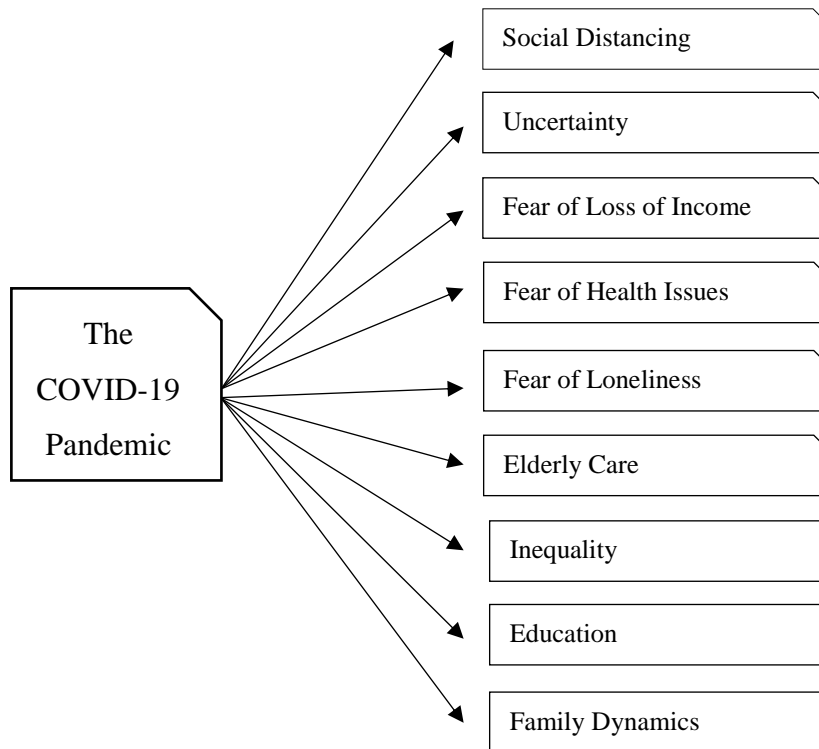 The
COVID-19
Pandemic
Social Distancing
Uncertainty
Fear of Loss of Income
Fear of Health Issues
Fear of Loneliness
Elderly Care
Inequality
Education
Family Dynamics